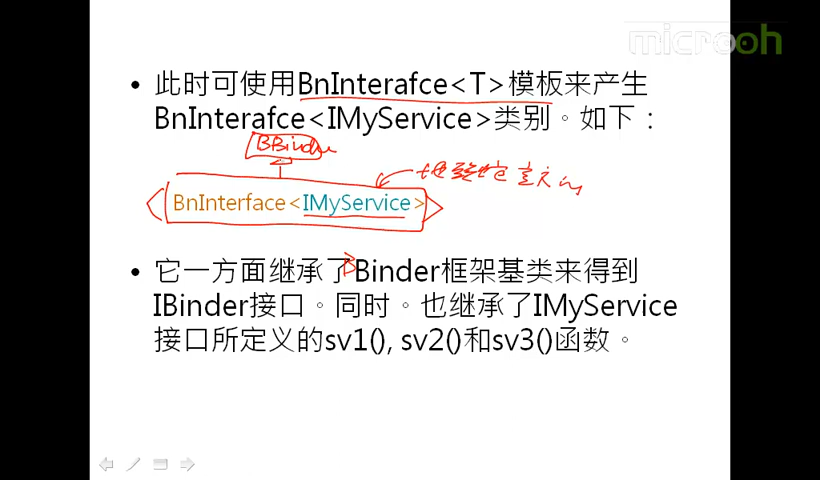 microoh
• 此时可使用BnInterafce<T>模板来产生
BnInterafce<IMyService>类别。如下：
BBinder
BnInterface<IMyService>
• 它一方面继承了BBinder框架基类来得到
IBinder接口。同时。也继承了IMyService
接口所定义的sv1(), sv2()和sv3()函数。